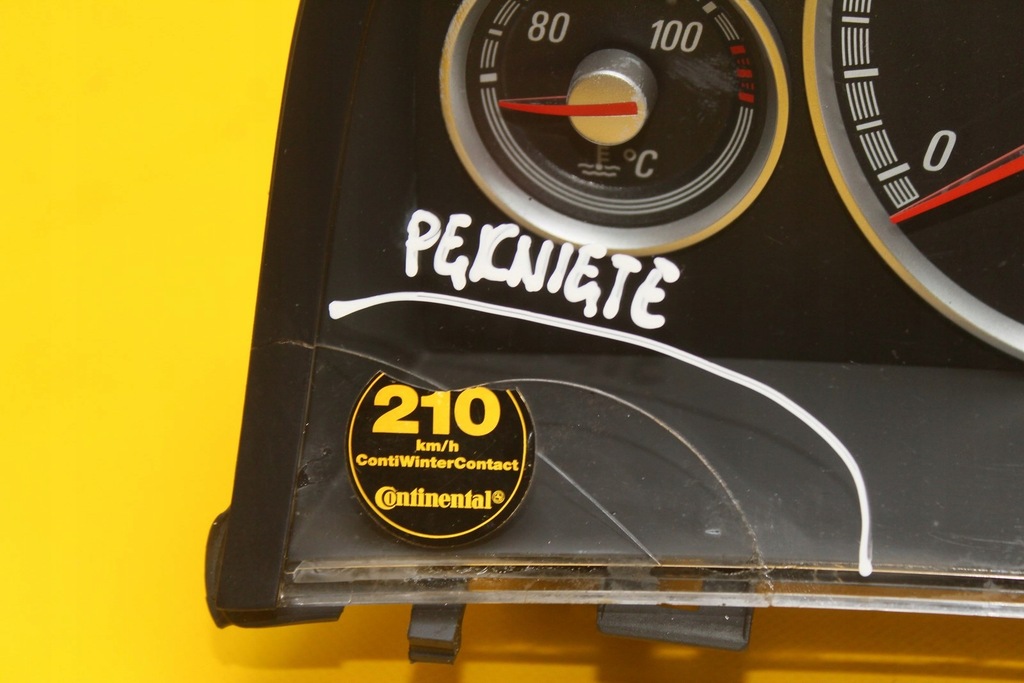 80 100
°C
0
PĘKNIĘTE
210
km/h
ContiWinterContact
Continental